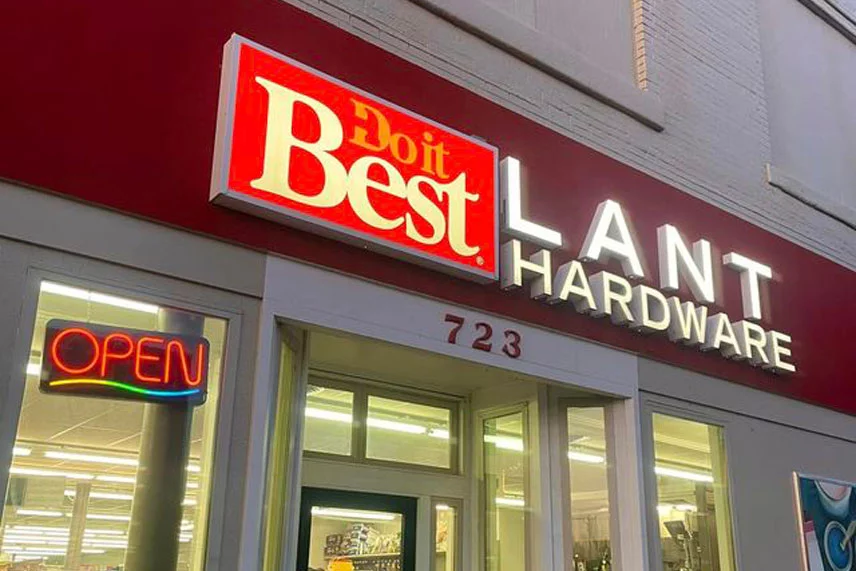 Do it
Best®
LANT
HARDWARE
723
OPEN